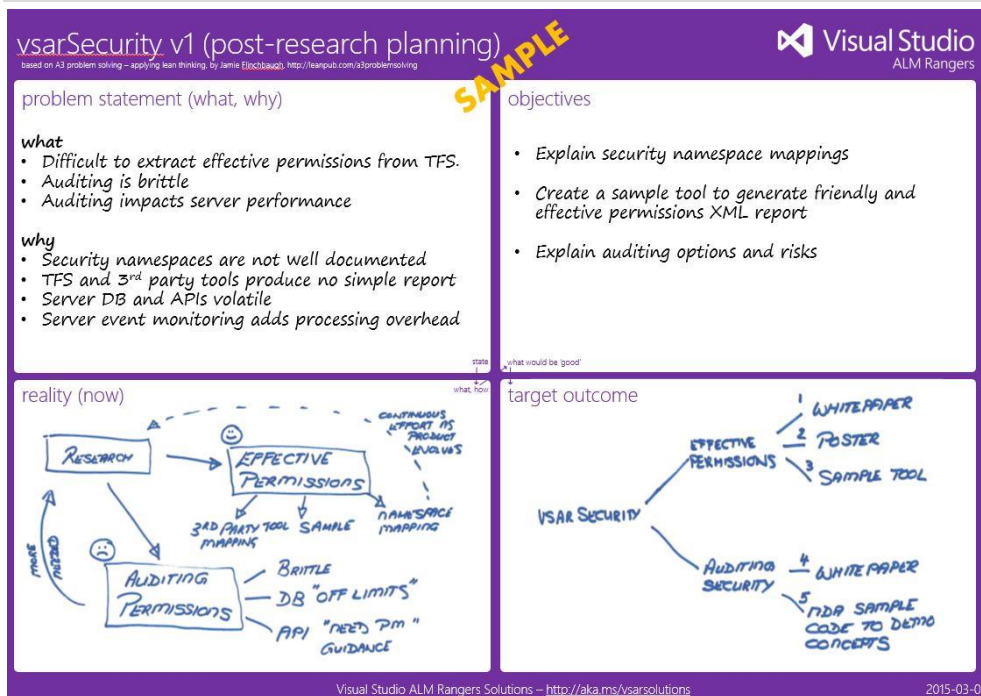 vsarSecurity v1 (post-research planning)
based on A3 problem solving – applying lean thinking, by Jamie Flinchbaugh, http://leanpub.com/a3problemsolving
SAMPLE
Visual Studio
ALM Rangers
problem statement (what, why)
what
• Difficult to extract effective permissions from TFS.
• Auditing is brittle
• Auditing impacts server performance
why
• Security namespaces are not well documented
• TFS and 3rd party tools produce no simple report
• Server DB and APIs volatile
• Server event monitoring adds processing overhead
state
objectives
• Explain security namespace mappings
• Create a sample tool to generate friendly and
effective permissions XML report
• Explain auditing options and risks
what would be 'good'
reality (now)
what, how
CONTINUOUS
EFFORT AS
PRODUCT
EVOLVES
RESEARCH
EFFECTIVE
PERMISSIONS
3RD PARTY TOOL
MAPPING
SAMPLE
NAMESPACE
MAPPING
MORE
NEEDED
AUDITING
PERMISSIONS
BRITTLE
DB "OFF LIMITS"
API "NEED PM"
GUIDANCE
target outcome
VSAR SECURITY
EFFECTIVE
PERMISSIONS
1 WHITEPAPER
2 POSTER
3 SAMPLE TOOL
AUDITING
SECURITY
4 WHITEPAPER
5 NDA SAMPLE
CODE TO DEMO
CONCEPTS
Visual Studio ALM Rangers Solutions – http://aka.ms/vsarsolutions
2015-03-0